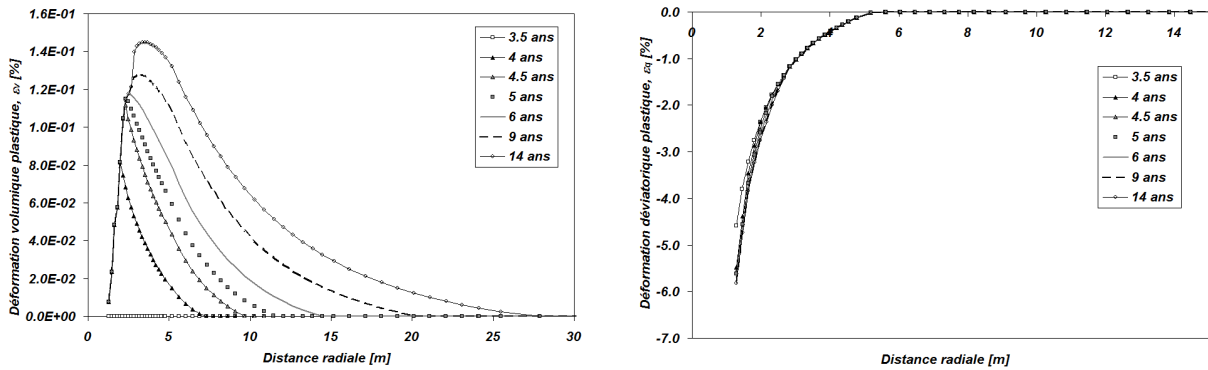 1.6E-01
1.4E-01
1.2E-01
1.0E-01
8.0E-02
6.0E-02
4.0E-02
2.0E-02
0.0E+00
0
5
10
15
20
25
30
Déformation volumique plastique, εv [%]
Distance radiale [m]
3.5 ans
4 ans
4.5 ans
5 ans
6 ans
9 ans
14 ans
0.0
-1.0
-2.0
-3.0
-4.0
-5.0
-6.0
-7.0
0
2
4
6
8
10
12
14
Déformation déviatorique plastique, εq [%]
Distance radiale [m]
3.5 ans
4 ans
4.5 ans
5 ans
6 ans
9 ans
14 ans